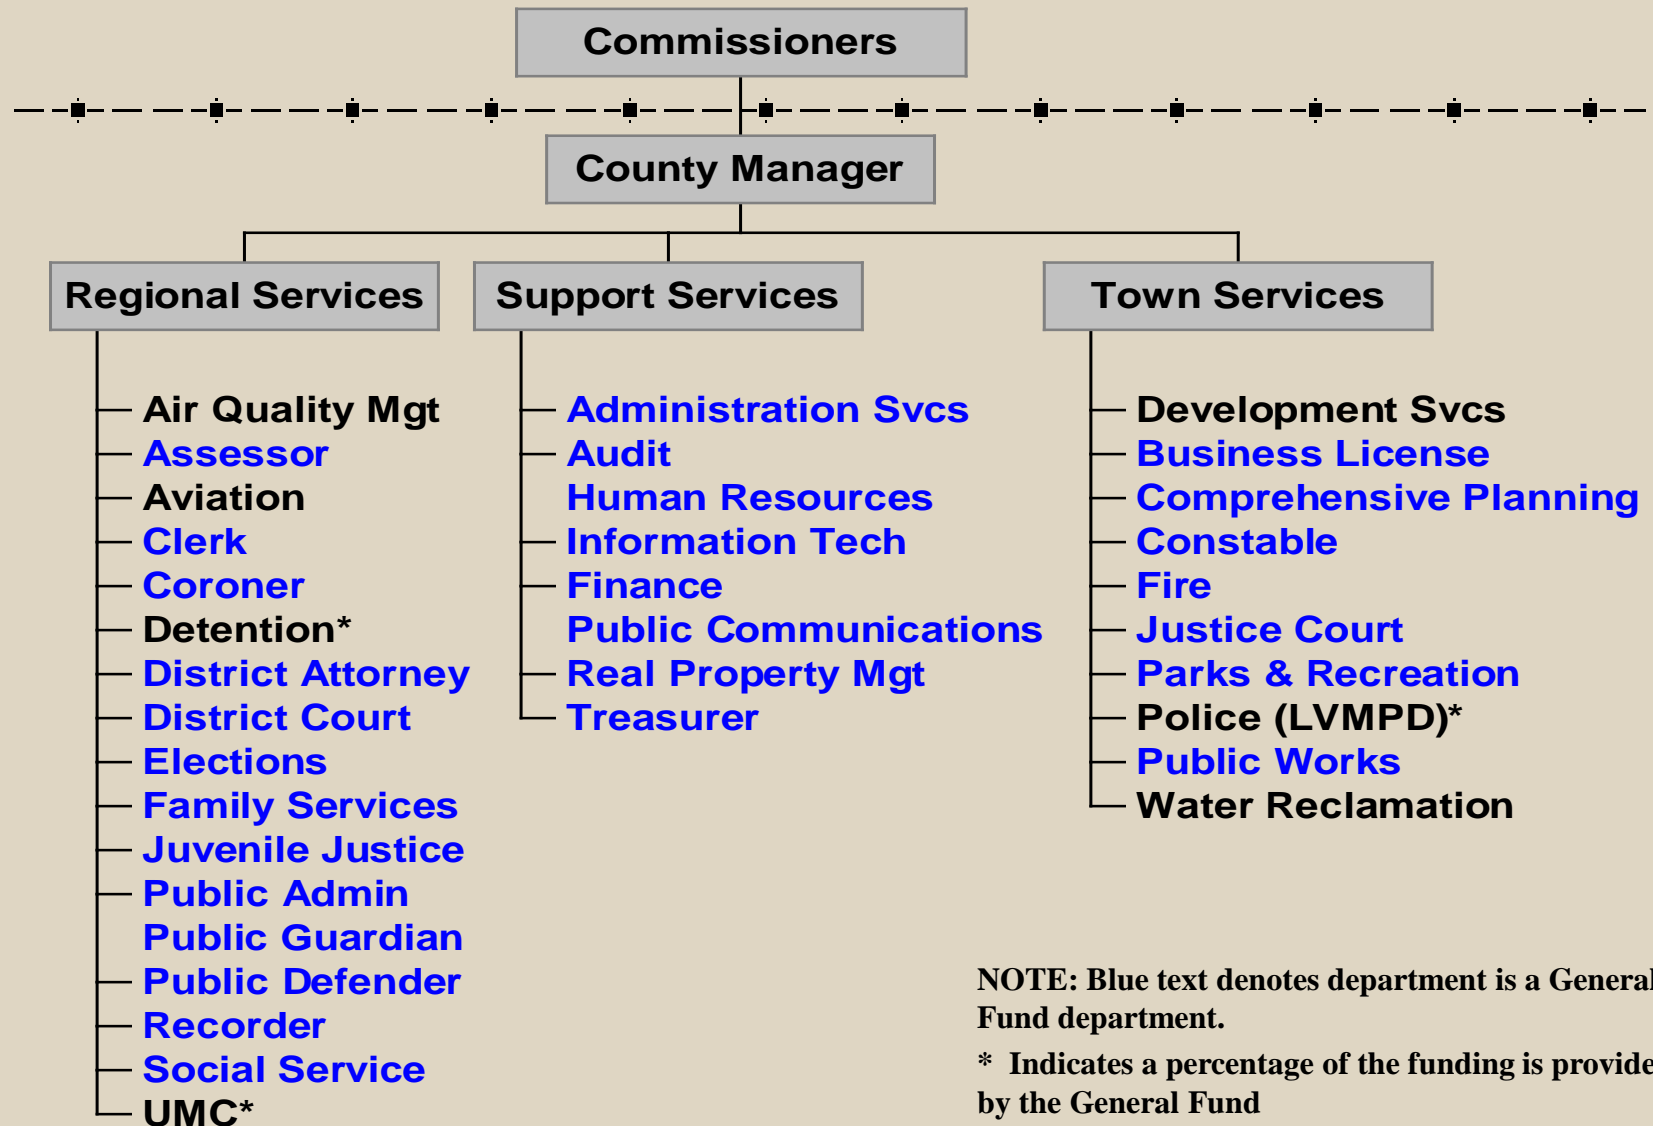 Commissioners
County Manager
Regional Services
Support Services
Town Services
Air Quality Mgt
Assessor
Aviation
Clerk
Coroner
Detention*
District Attorney
District Court
Elections
Family Services
Juvenile Justice
Public Admin
Public Guardian
Public Defender
Recorder
Social Service
UMC*
Administration Svcs
Audit
Human Resources
Information Tech
Finance
Public Communications
Real Property Mgt
Treasurer
Development Svcs
Business License
Comprehensive Planning
Constable
Fire
Justice Court
Parks & Recreation
Police (LVMPD)*
Public Works
Water Reclamation
NOTE: Blue text denotes department is a General
Fund department.
* Indicates a percentage of the funding is provide
by the General Fund